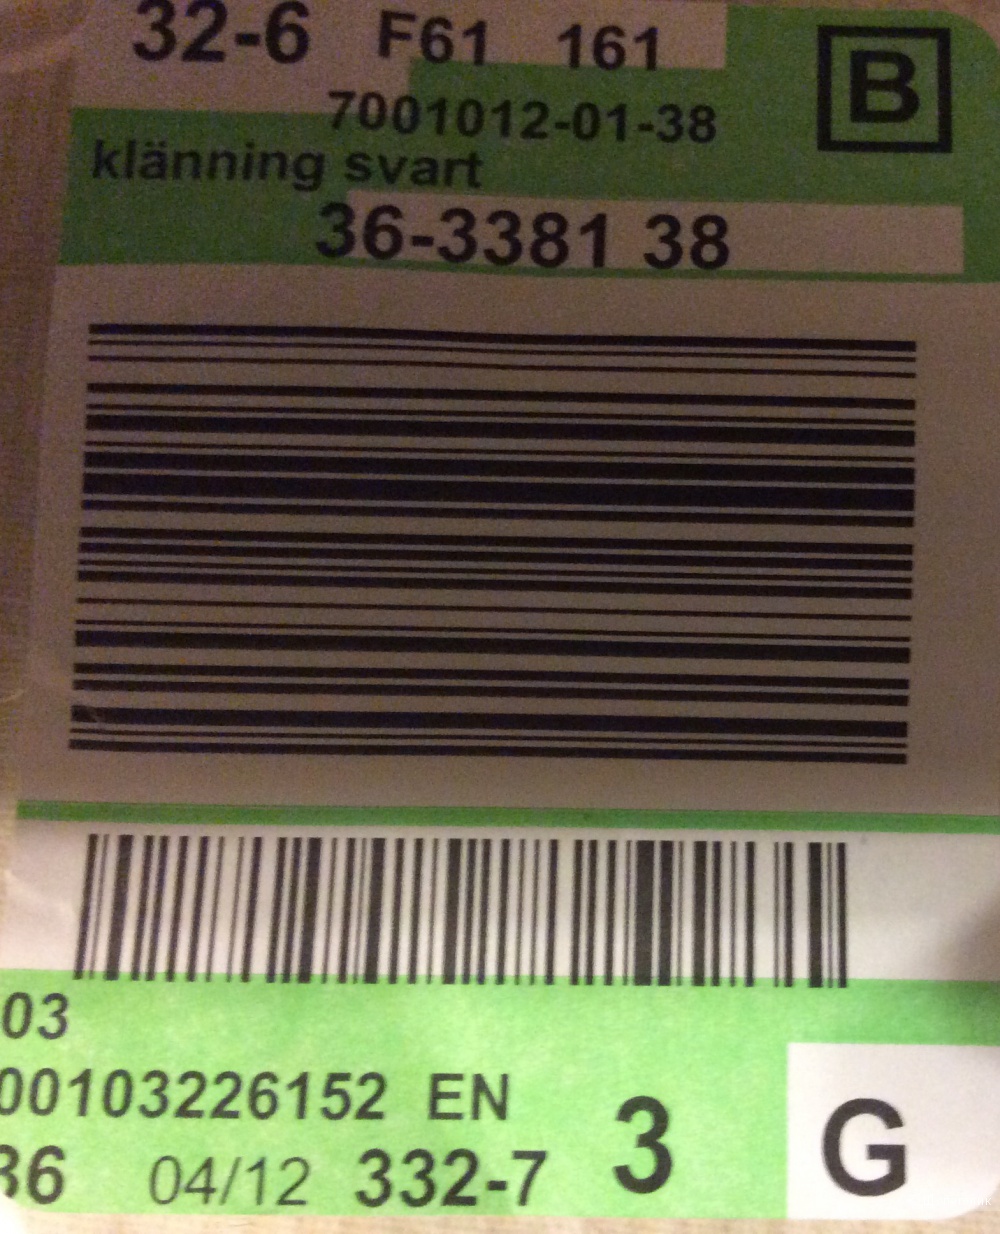 32-6 F61 161
B
7001012-01-38
klänning svart
36-3381 38
03
00103226152 EN
36 04/12 332-7 3 G